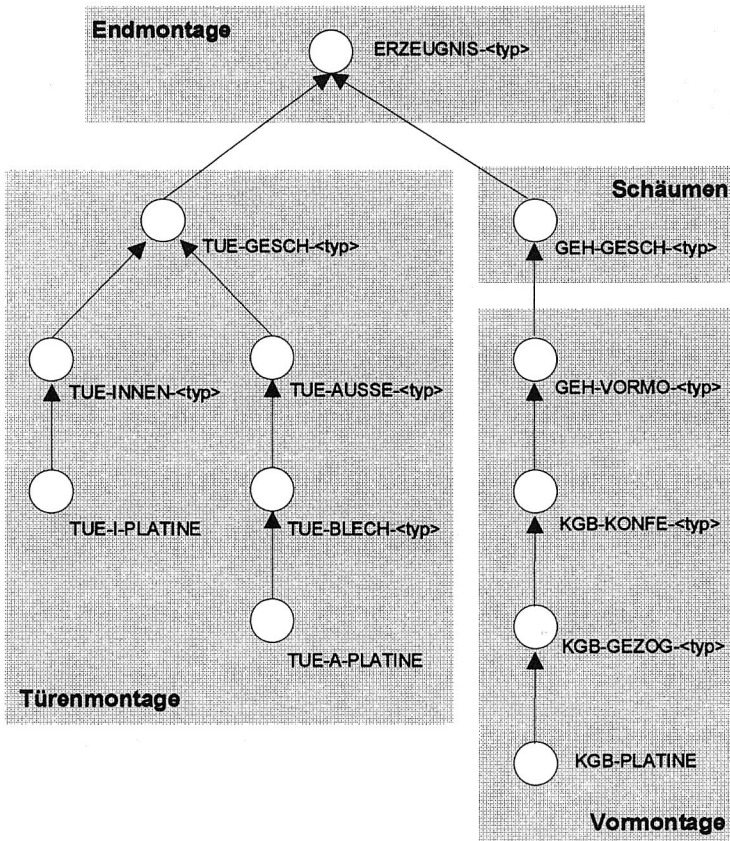 Endmontage
ERZEUGNIS-<typ>
Schäumen
TUE-GESCH-<typ>
GEH-GESCH-<typ>
TUE-INNEN-<typ>
TUE-AUSSE-<typ>
GEH-VORMO-<typ>
TUE-I-PLATINE
TUE-BLECH-<typ>
KGB-KONFE-<typ>
TUE-A-PLATINE
KGB-GEZOG-<typ>
Türenmontage
KGB-PLATINE
Vormontage